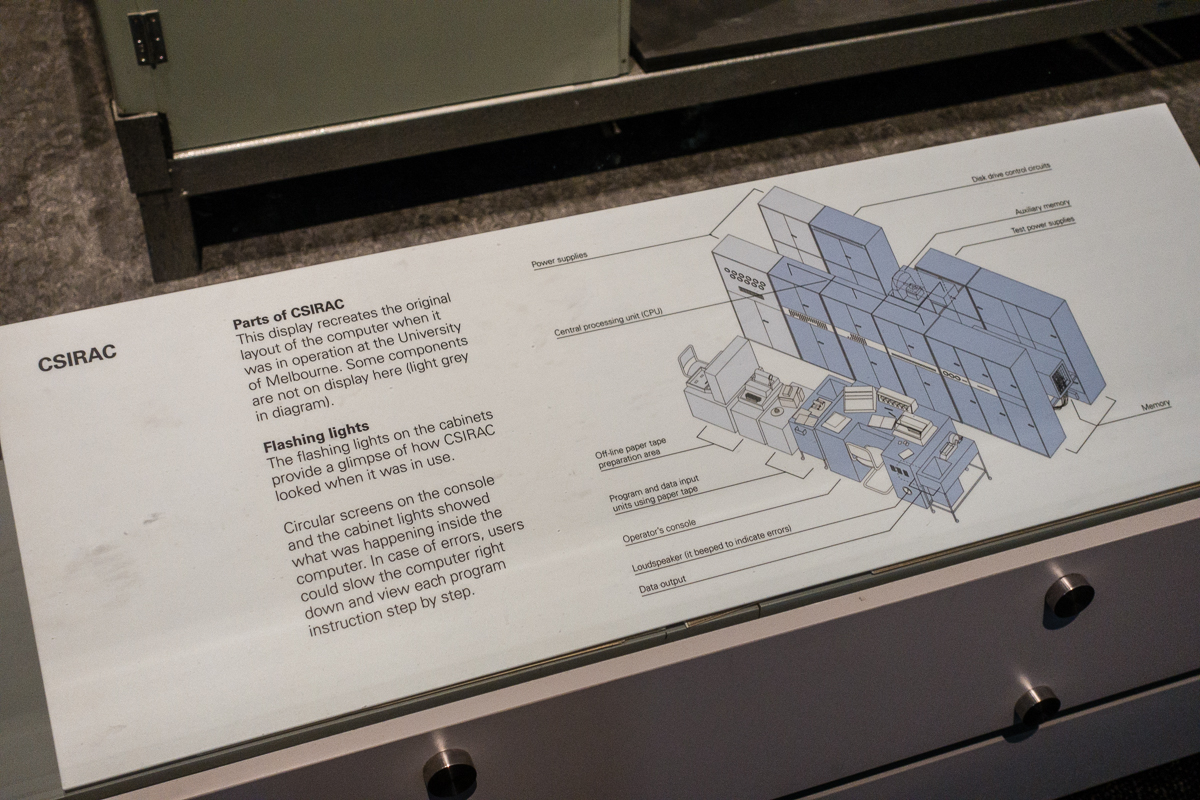 CSIRAC
Parts of CSIRAC
This display recreates the original
layout of the computer when it
was in operation at the University
of Melbourne. Some components
are not on display here (light grey
in diagram).
Flashing lights
The flashing lights on the cabinets
provide a glimpse of how CSIRAC
looked when it was in use.
Circular screens on the console
and the cabinet lights showed
what was happening inside the
computer. In case of errors, users
could slow the computer right
down and view each program
instruction step by step.
Disk drive control circuits
Auxiliary memory
Test power supplies
Power supplies
Central processing unit (CPU)
Memory
Off-line paper tape
preparation area
Program and data input
units using paper tape
Operator's console
Loudspeaker (it beeped to indicate errors)
Data output